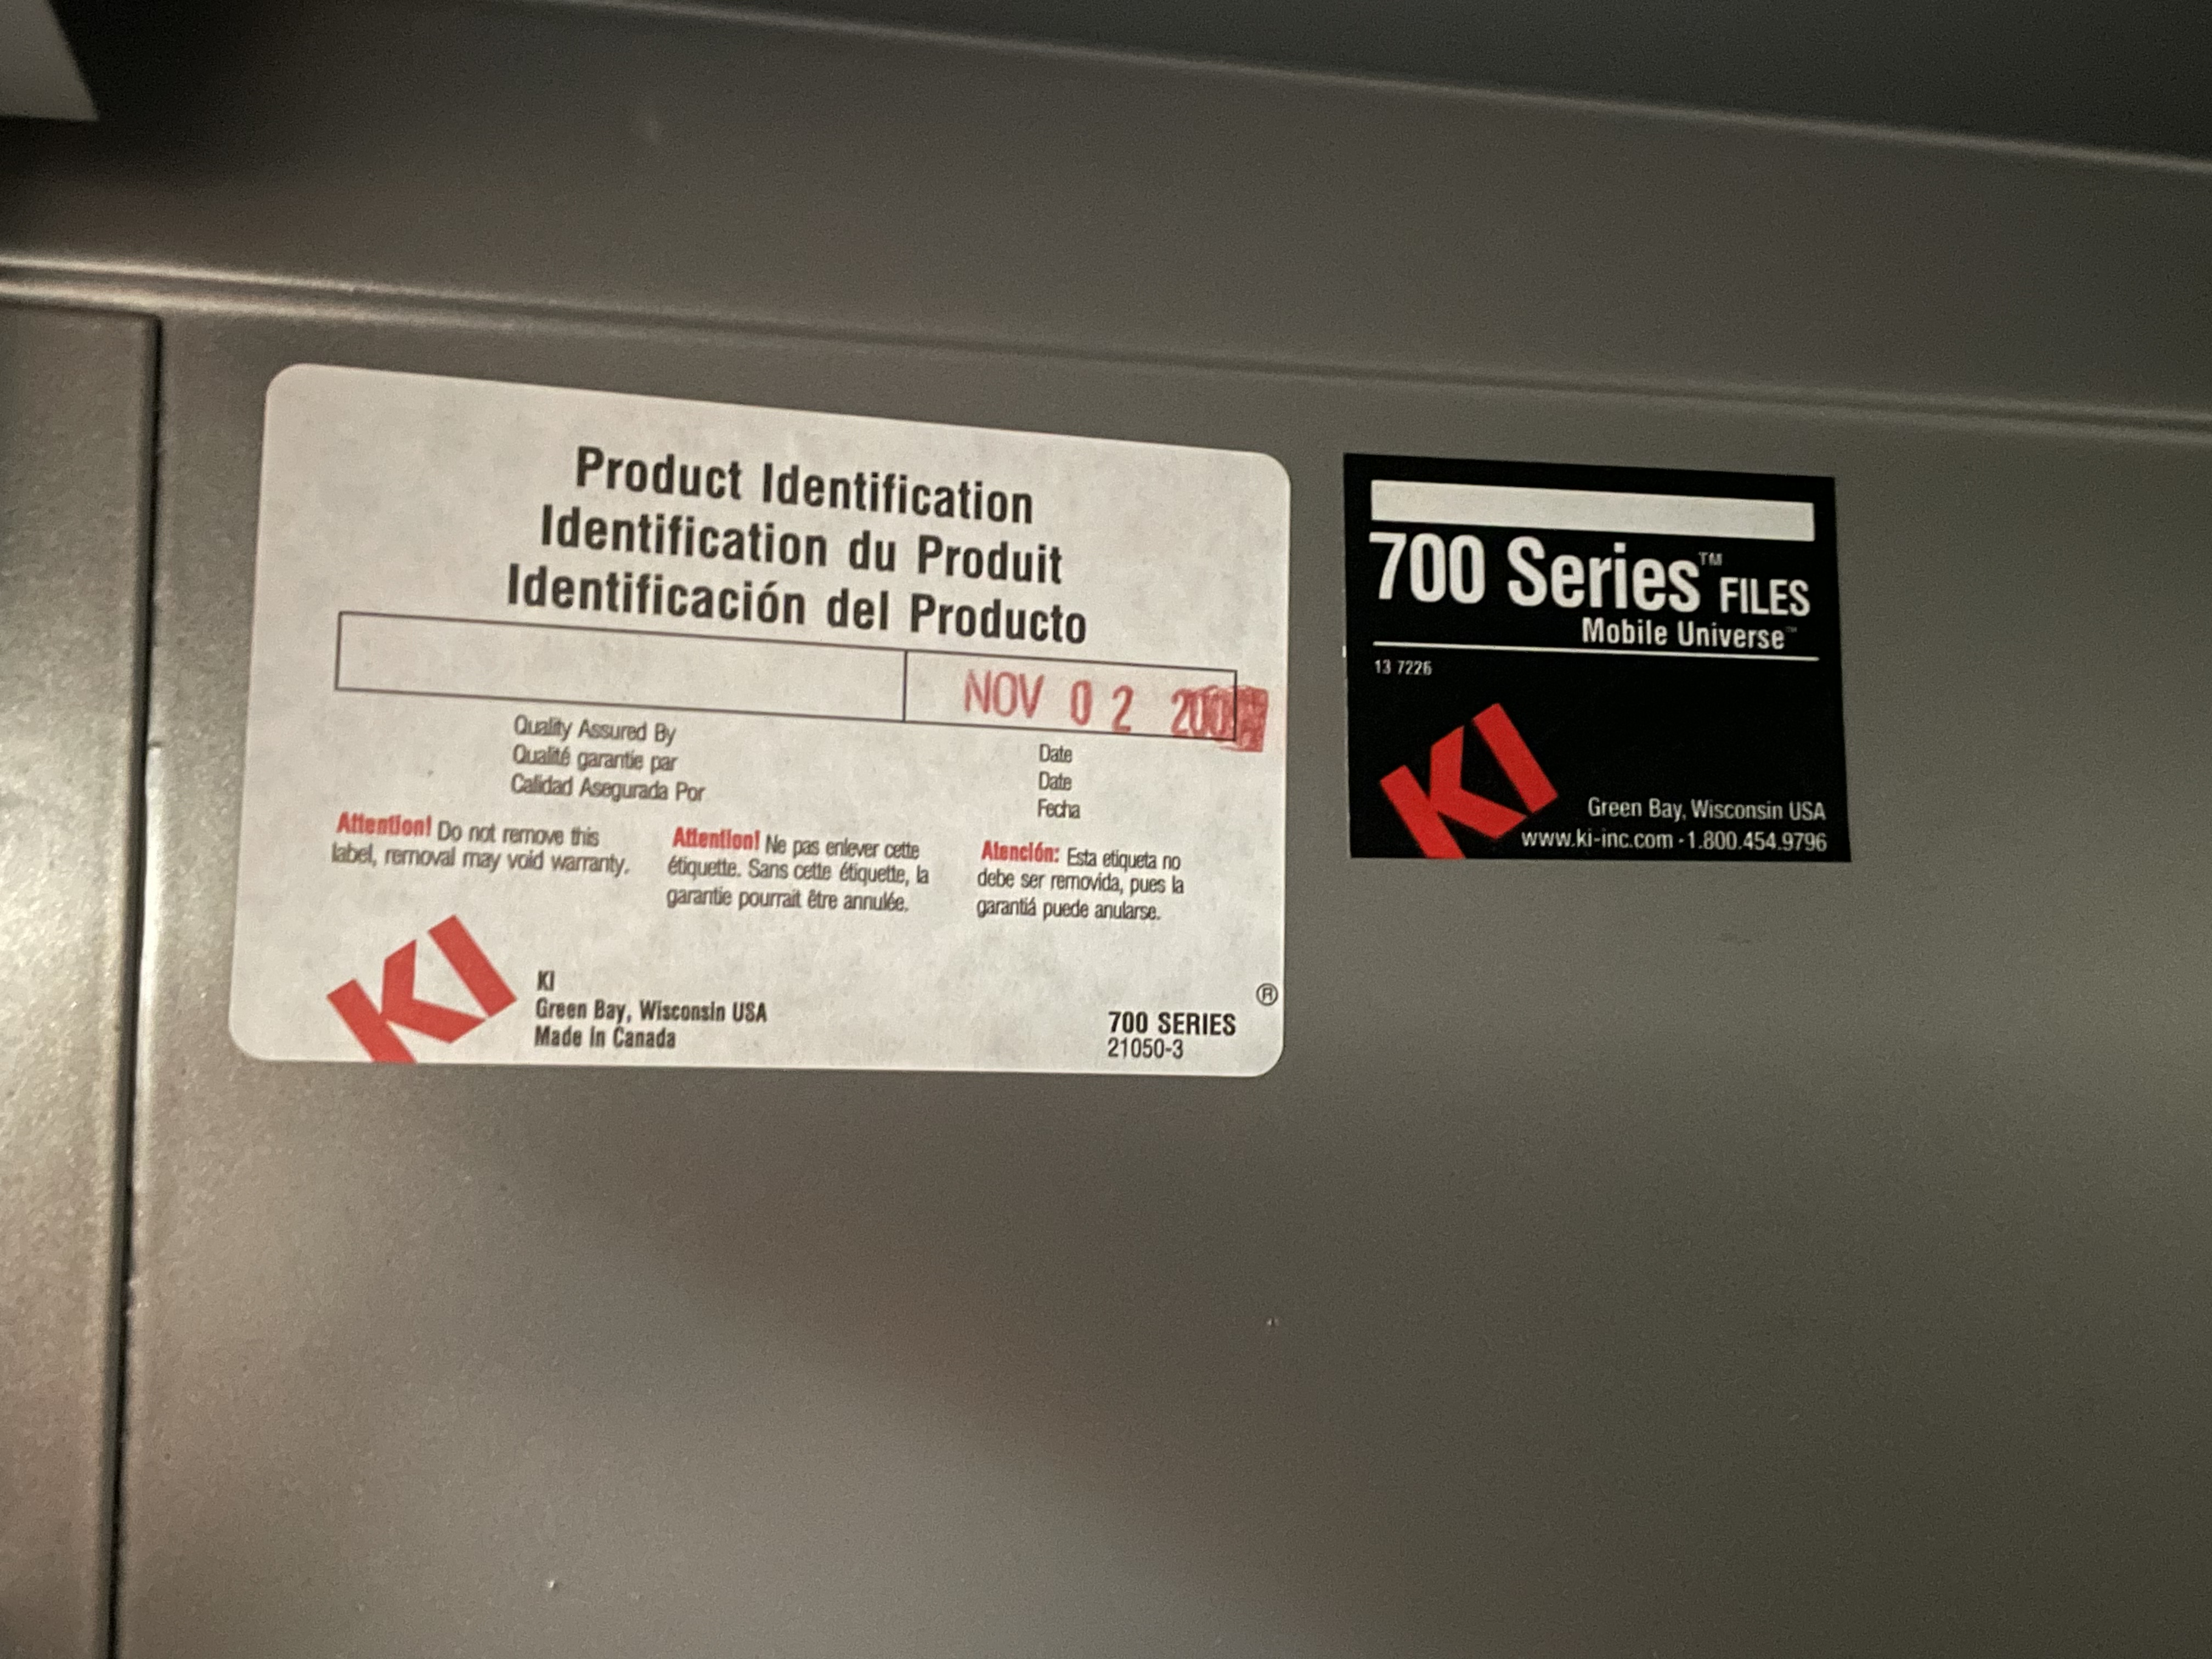 Product Identification
Identification du Produit
Identificación del Producto
NOV 02
Quality Assured By
Qualité garantie par
Calidad Asegurada Por
Date
Date
Fecha
Attention! Do not remove this
label, removal may void warranty.
Attention! Ne pas enlever cette
étiquette. Sans cette étiquette, la
garantie pourrait être annulée.
Atención: Esta etiqueta no
debe ser removida, pues la
garantiá puede anularse.
KI
KI
Green Bay, Wisconsin USA
Made in Canada
®
700 SERIES
21050-3
700 Series™ FILES
Mobile Universe™
13 7226
KI
Green Bay, Wisconsin USA
www.ki-inc.com · 1.800.454.9796